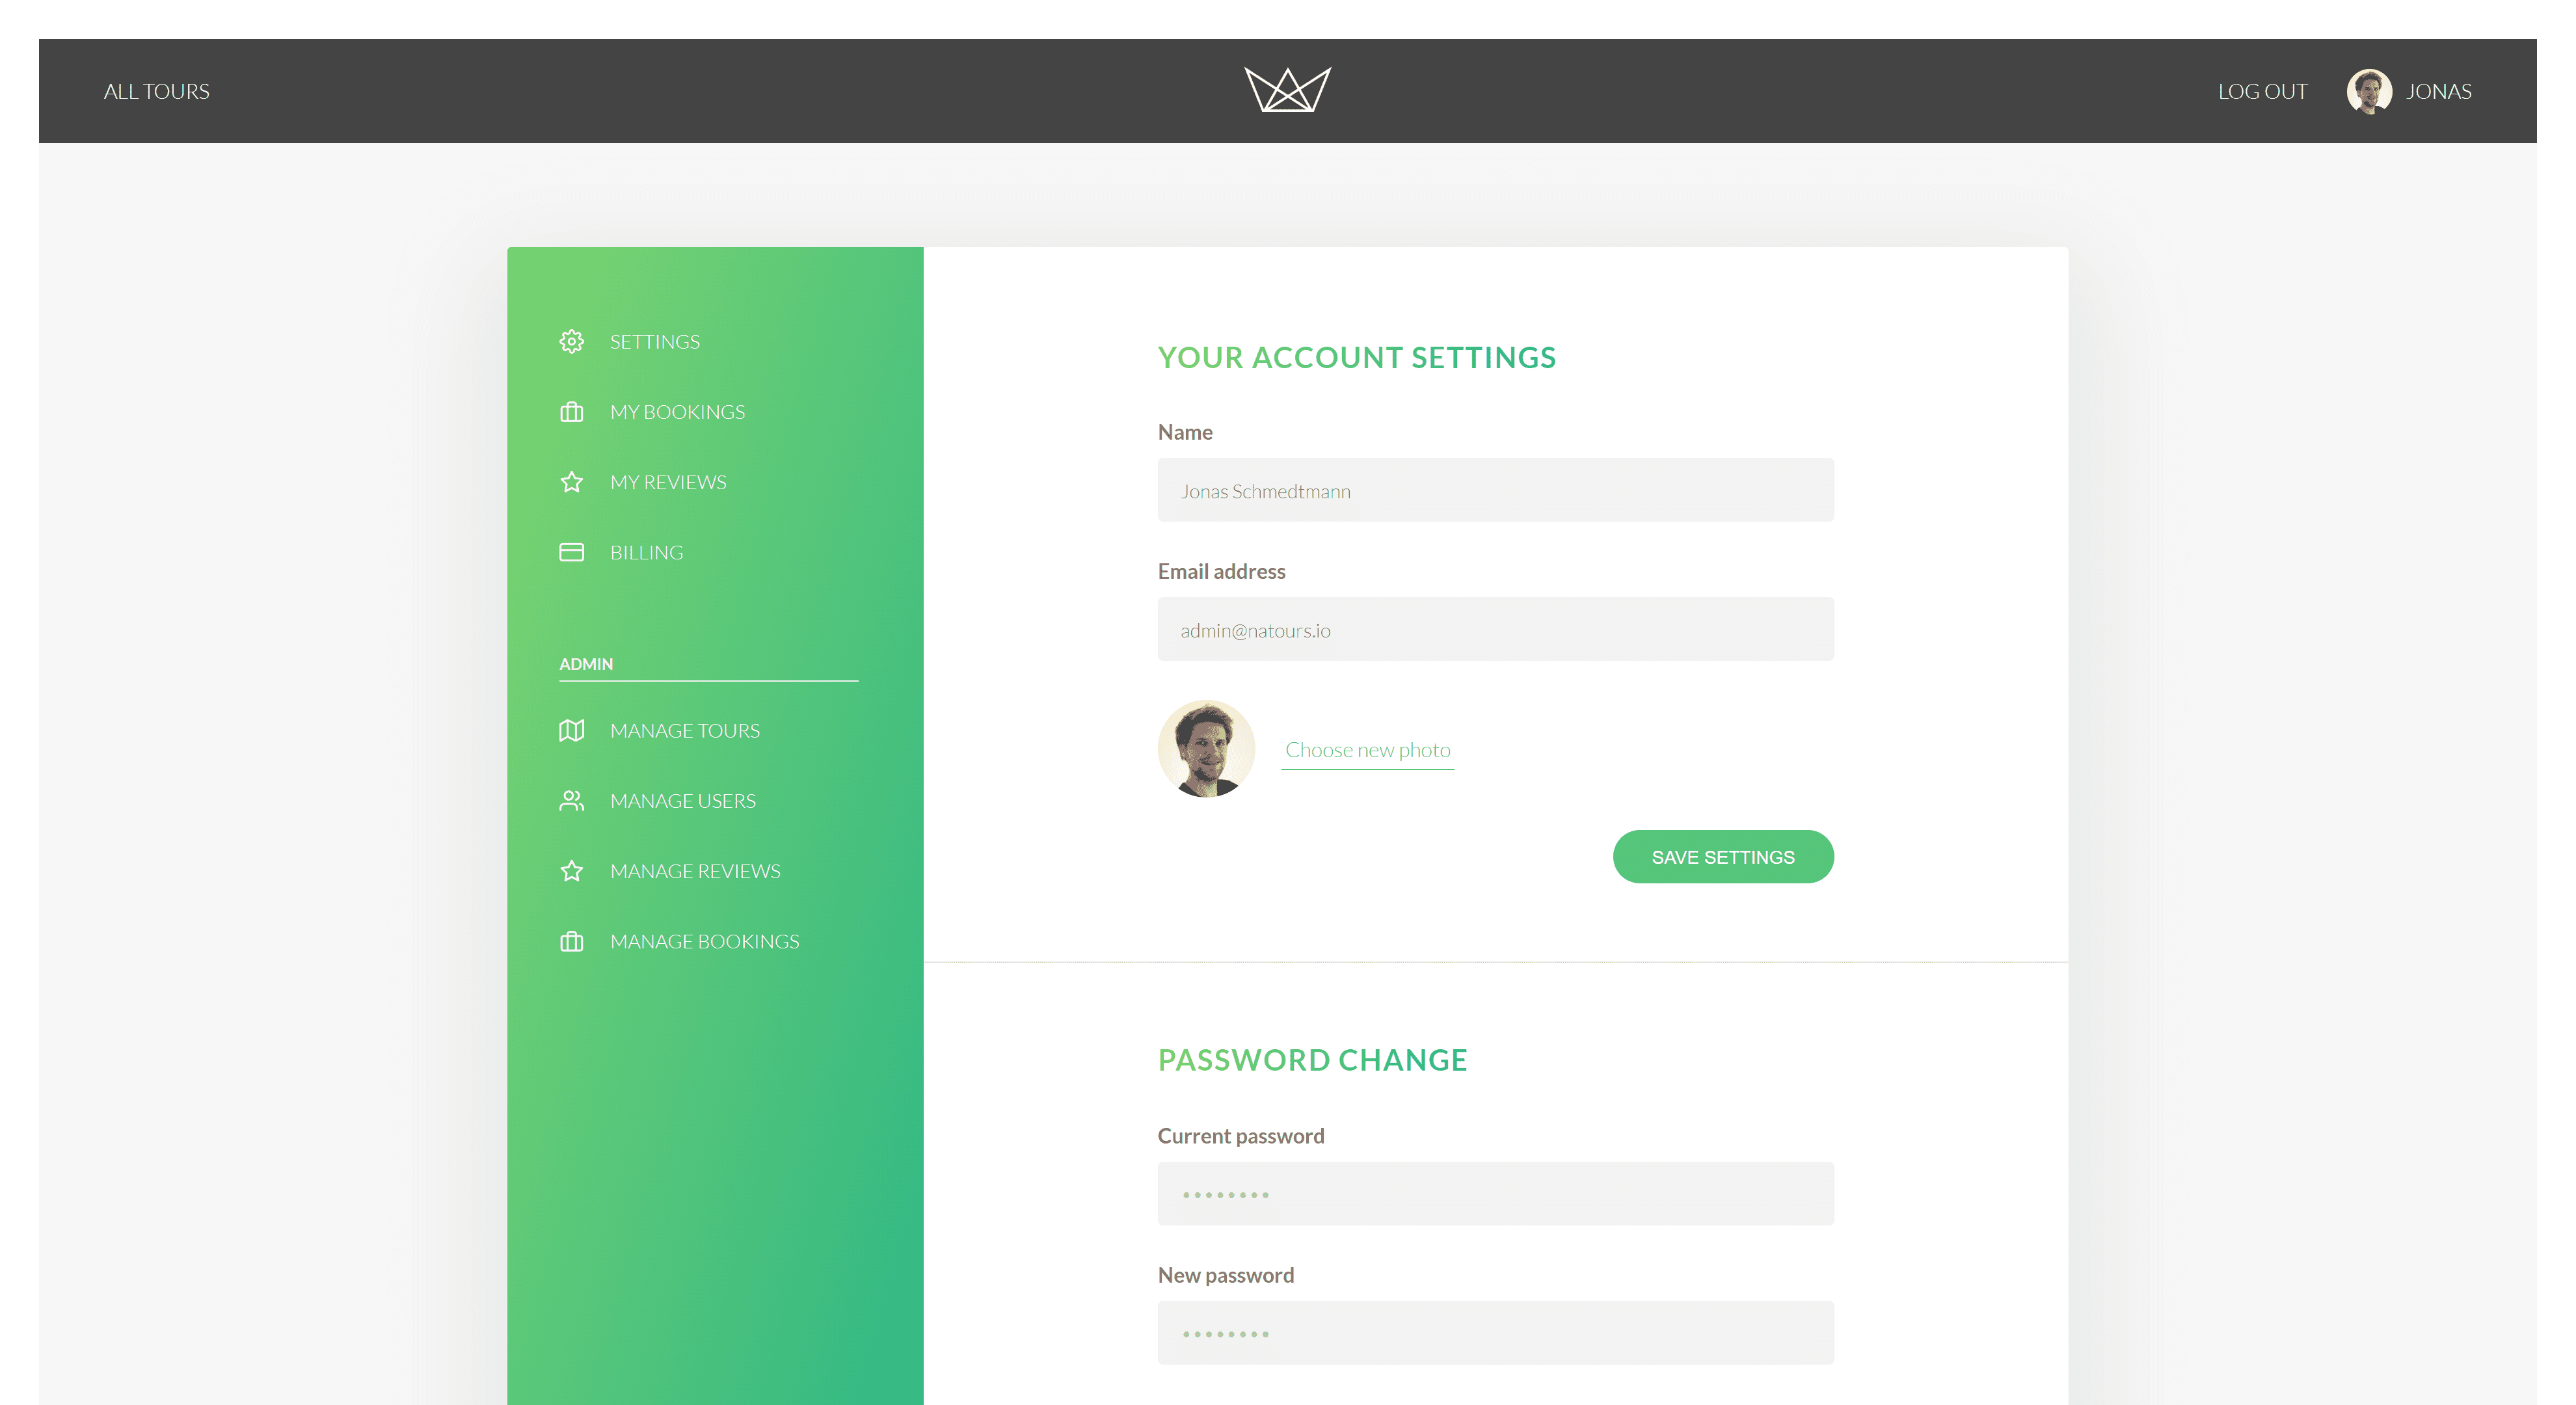 ALL TOURS
LOG OUT
JONAS
SETTINGS
MY BOOKINGS
MY REVIEWS
BILLING
ADMIN
MANAGE TOURS
MANAGE USERS
MANAGE REVIEWS
MANAGE BOOKINGS
YOUR ACCOUNT SETTINGS
Name
Jonas Schmedtmann
Email address
admin@natours.io
Choose new photo
SAVE SETTINGS
PASSWORD CHANGE
Current password
••••••••
New password
••••••••